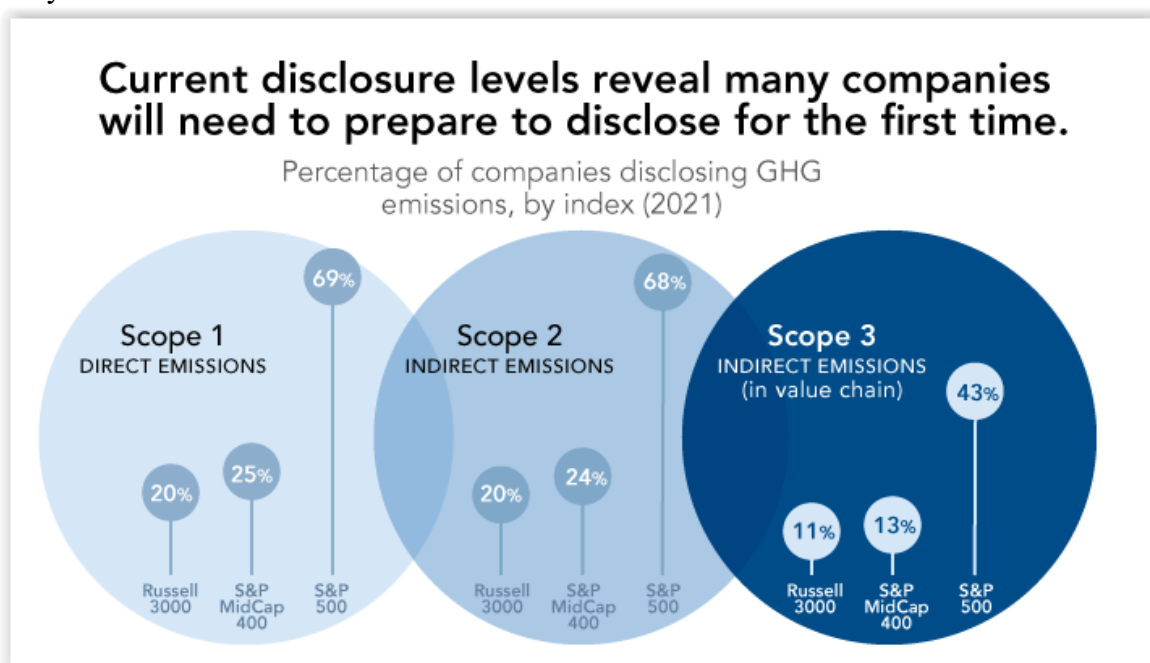 Current disclosure levels reveal many companies
will need to prepare to disclose for the first time.
Percentage of companies disclosing GHG
emissions, by index (2021)
Scope 1
DIRECT EMISSIONS
69%
25%
20%
Russell
3000
S&P
MidCap
400
S&P
500
Scope 2
INDIRECT EMISSIONS
68%
24%
20%
Russell
3000
S&P
MidCap
400
S&P
500
Scope 3
INDIRECT EMISSIONS
(in value chain)
43%
13%
11%
Russell
3000
S&P
MidCap
400
S&P
500